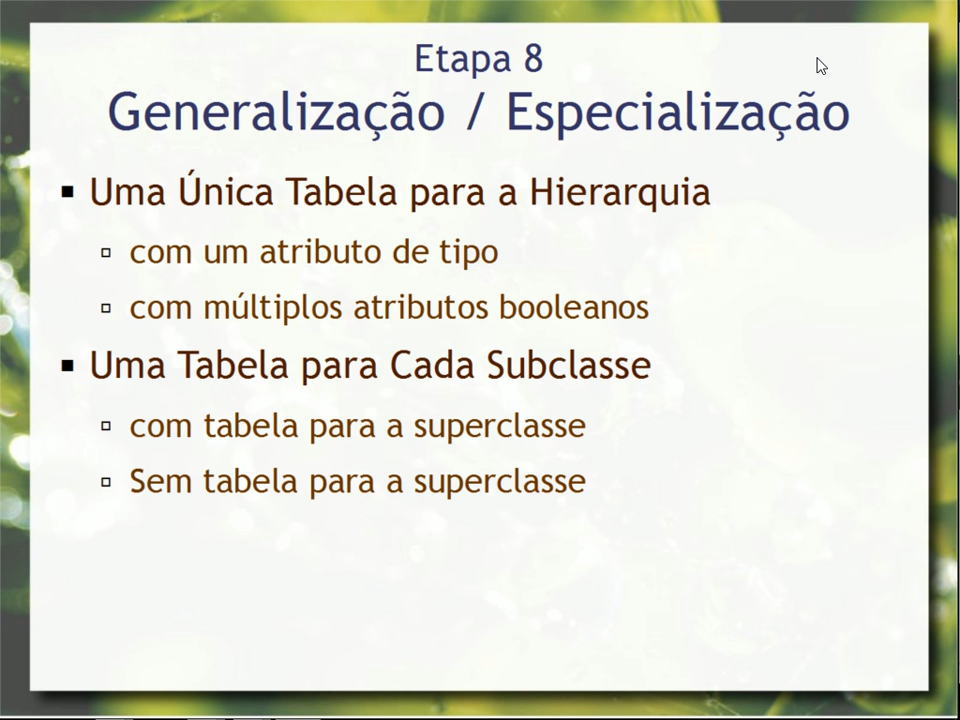 Etapa 8
Generalização / Especialização
Uma Única Tabela para a Hierarquia
com um atributo de tipo
com múltiplos atributos booleanos
Uma Tabela para Cada Subclasse
com tabela para a superclasse
Sem tabela para a superclasse